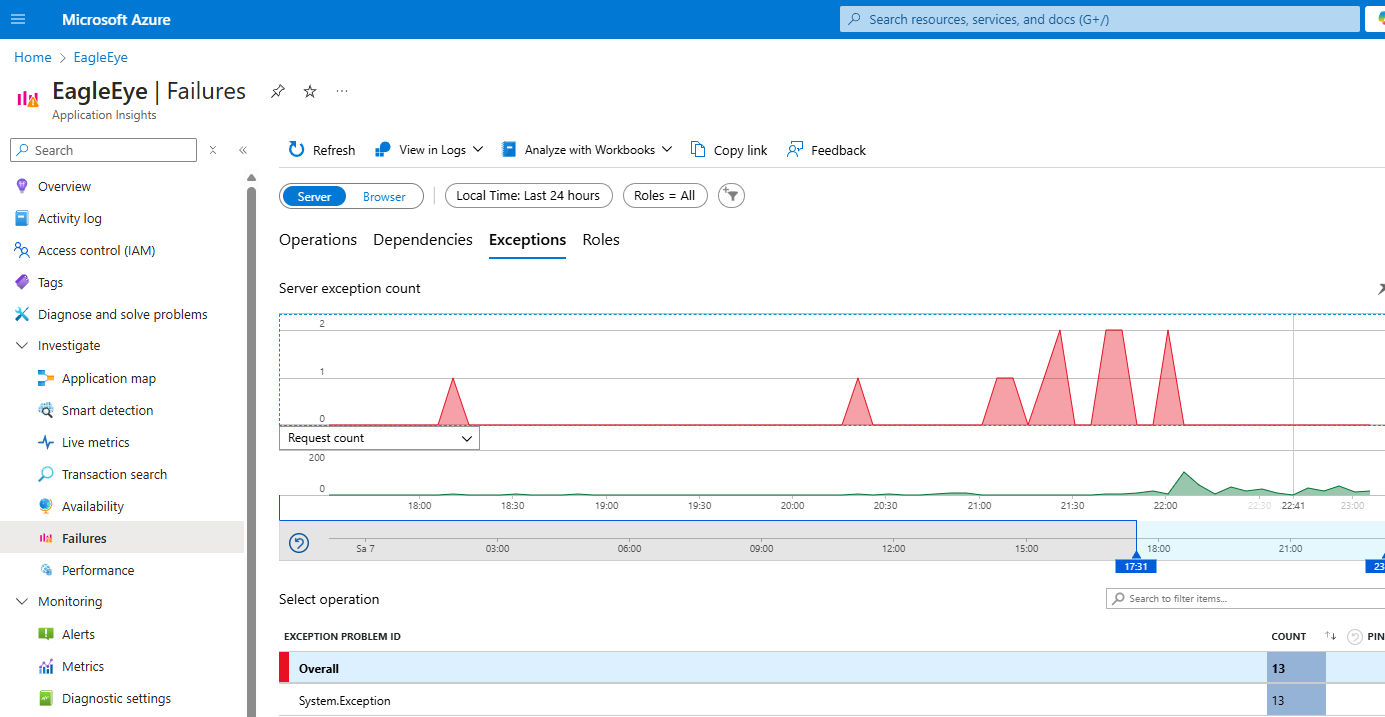 Microsoft Azure
Search resources, services, and docs (G+/)
Home > EagleEye
EagleEye | Failures
Application Insights
Search
Refresh
View in Logs
Analyze with Workbooks
Copy link
Feedback
Server
Browser
Local Time: Last 24 hours
Roles = All
Operations
Dependencies
Exceptions
Roles
Overview
Activity log
Access control (IAM)
Tags
Diagnose and solve problems
Investigate
Application map
Smart detection
Live metrics
Transaction search
Availability
Failures
Performance
Monitoring
Alerts
Metrics
Diagnostic settings
Server exception count
2
1
0
Request count
200
0
18:00 18:30 19:00 19:30 20:00 20:30 21:00 21:30 22:00 22:30 22:41 23:00
Sa 7 03:00 06:00 09:00 12:00 15:00 18:00 21:00
17:31
23
Select operation
Search to filter items...
EXCEPTION PROBLEM ID COUNT PIN
Overall 13
System.Exception 13